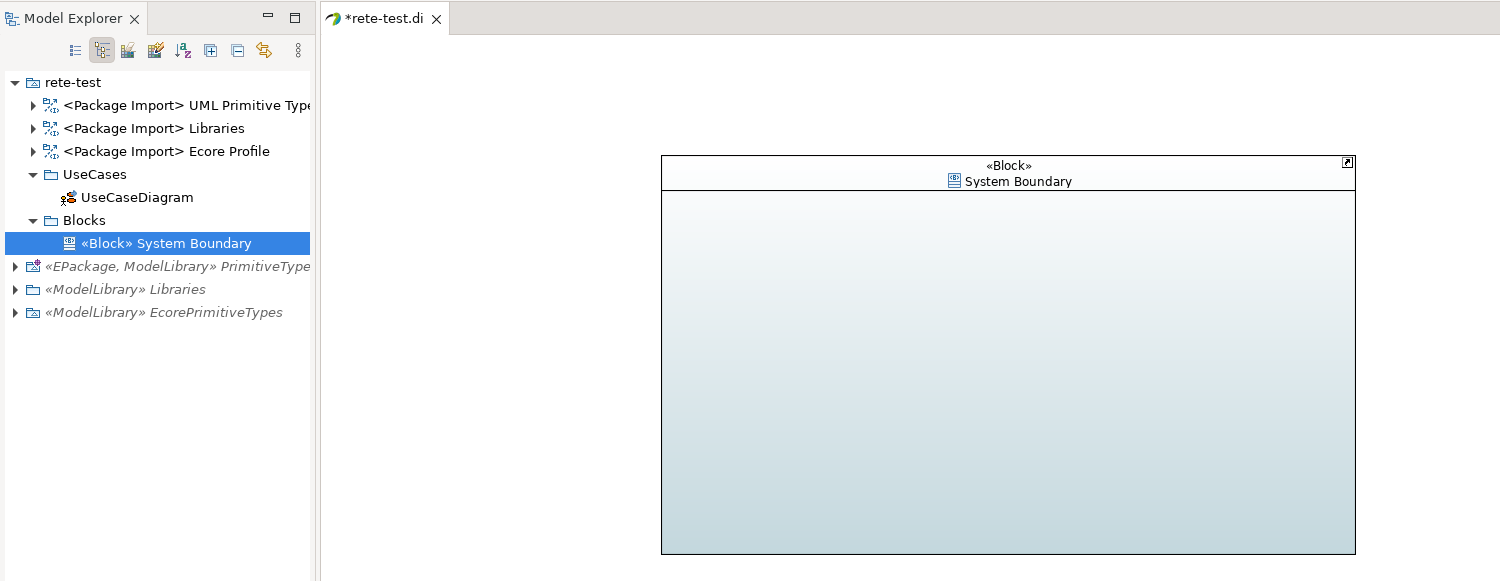 Model Explorer
*rete-test.di
rete-test
<Package Import> UML Primitive Type
<Package Import> Libraries
<Package Import> Ecore Profile
UseCases
UseCaseDiagram
Blocks
«Block» System Boundary
«EPackage, ModelLibrary» PrimitiveType
«ModelLibrary» Libraries
«ModelLibrary» EcorePrimitiveTypes
«Block»
System Boundary